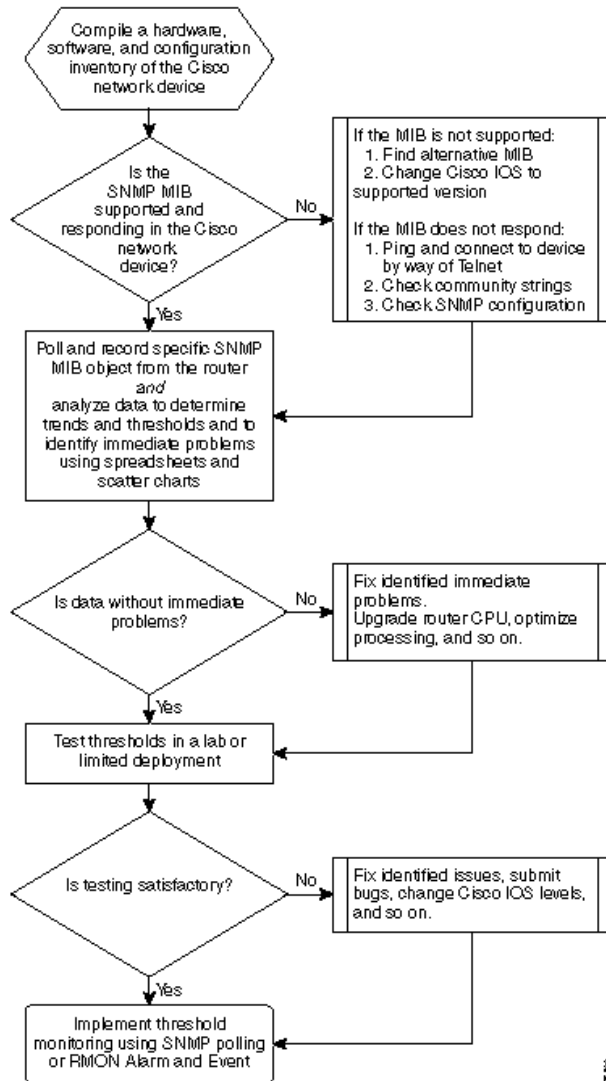 Compile a hardware,
software, and configuration
inventory of the Cisco
network device
Is the
SNMP MIB
supported and
responding in the Cisco
network
device?
No
If the MIB is not supported:
1. Find alternative MIB
2. Change Cisco IOS to
supported version
If the MIB does not respond:
1. Ping and connect to device
by way of Telnet
2. Check community strings
3. Check SNMP configuration
Yes
Poll and record specific SNMP
MIB object from the router
and
analyze data to determine
trends and thresholds and to
identify immediate problems
using spreadsheets and
scatter charts
Is data without immediate
problems?
No
Fix identified immediate
problems.
Upgrade router CPU, optimize
processing, and so on.
Yes
Test thresholds in a lab or
limited deployment
Is testing satisfactory?
No
Fix identified issues, submit
bugs, change Cisco IOS levels,
and so on.
Yes
Implement threshold
monitoring using SNMP polling
or RMON Alarm and Event